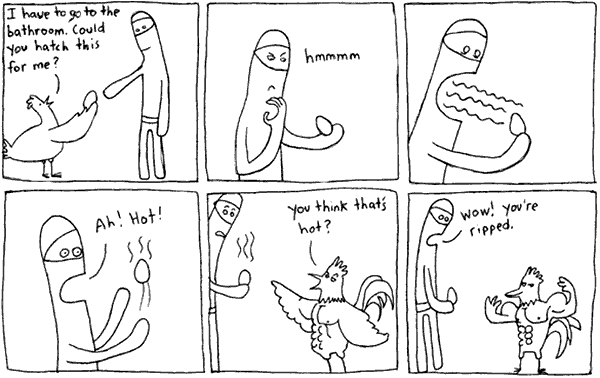 I have to go to the
bathroom. Could
you hatch this
for me?
hmmmm
Ah! Hot!
you think that's
hot?
wow! you're
ripped.